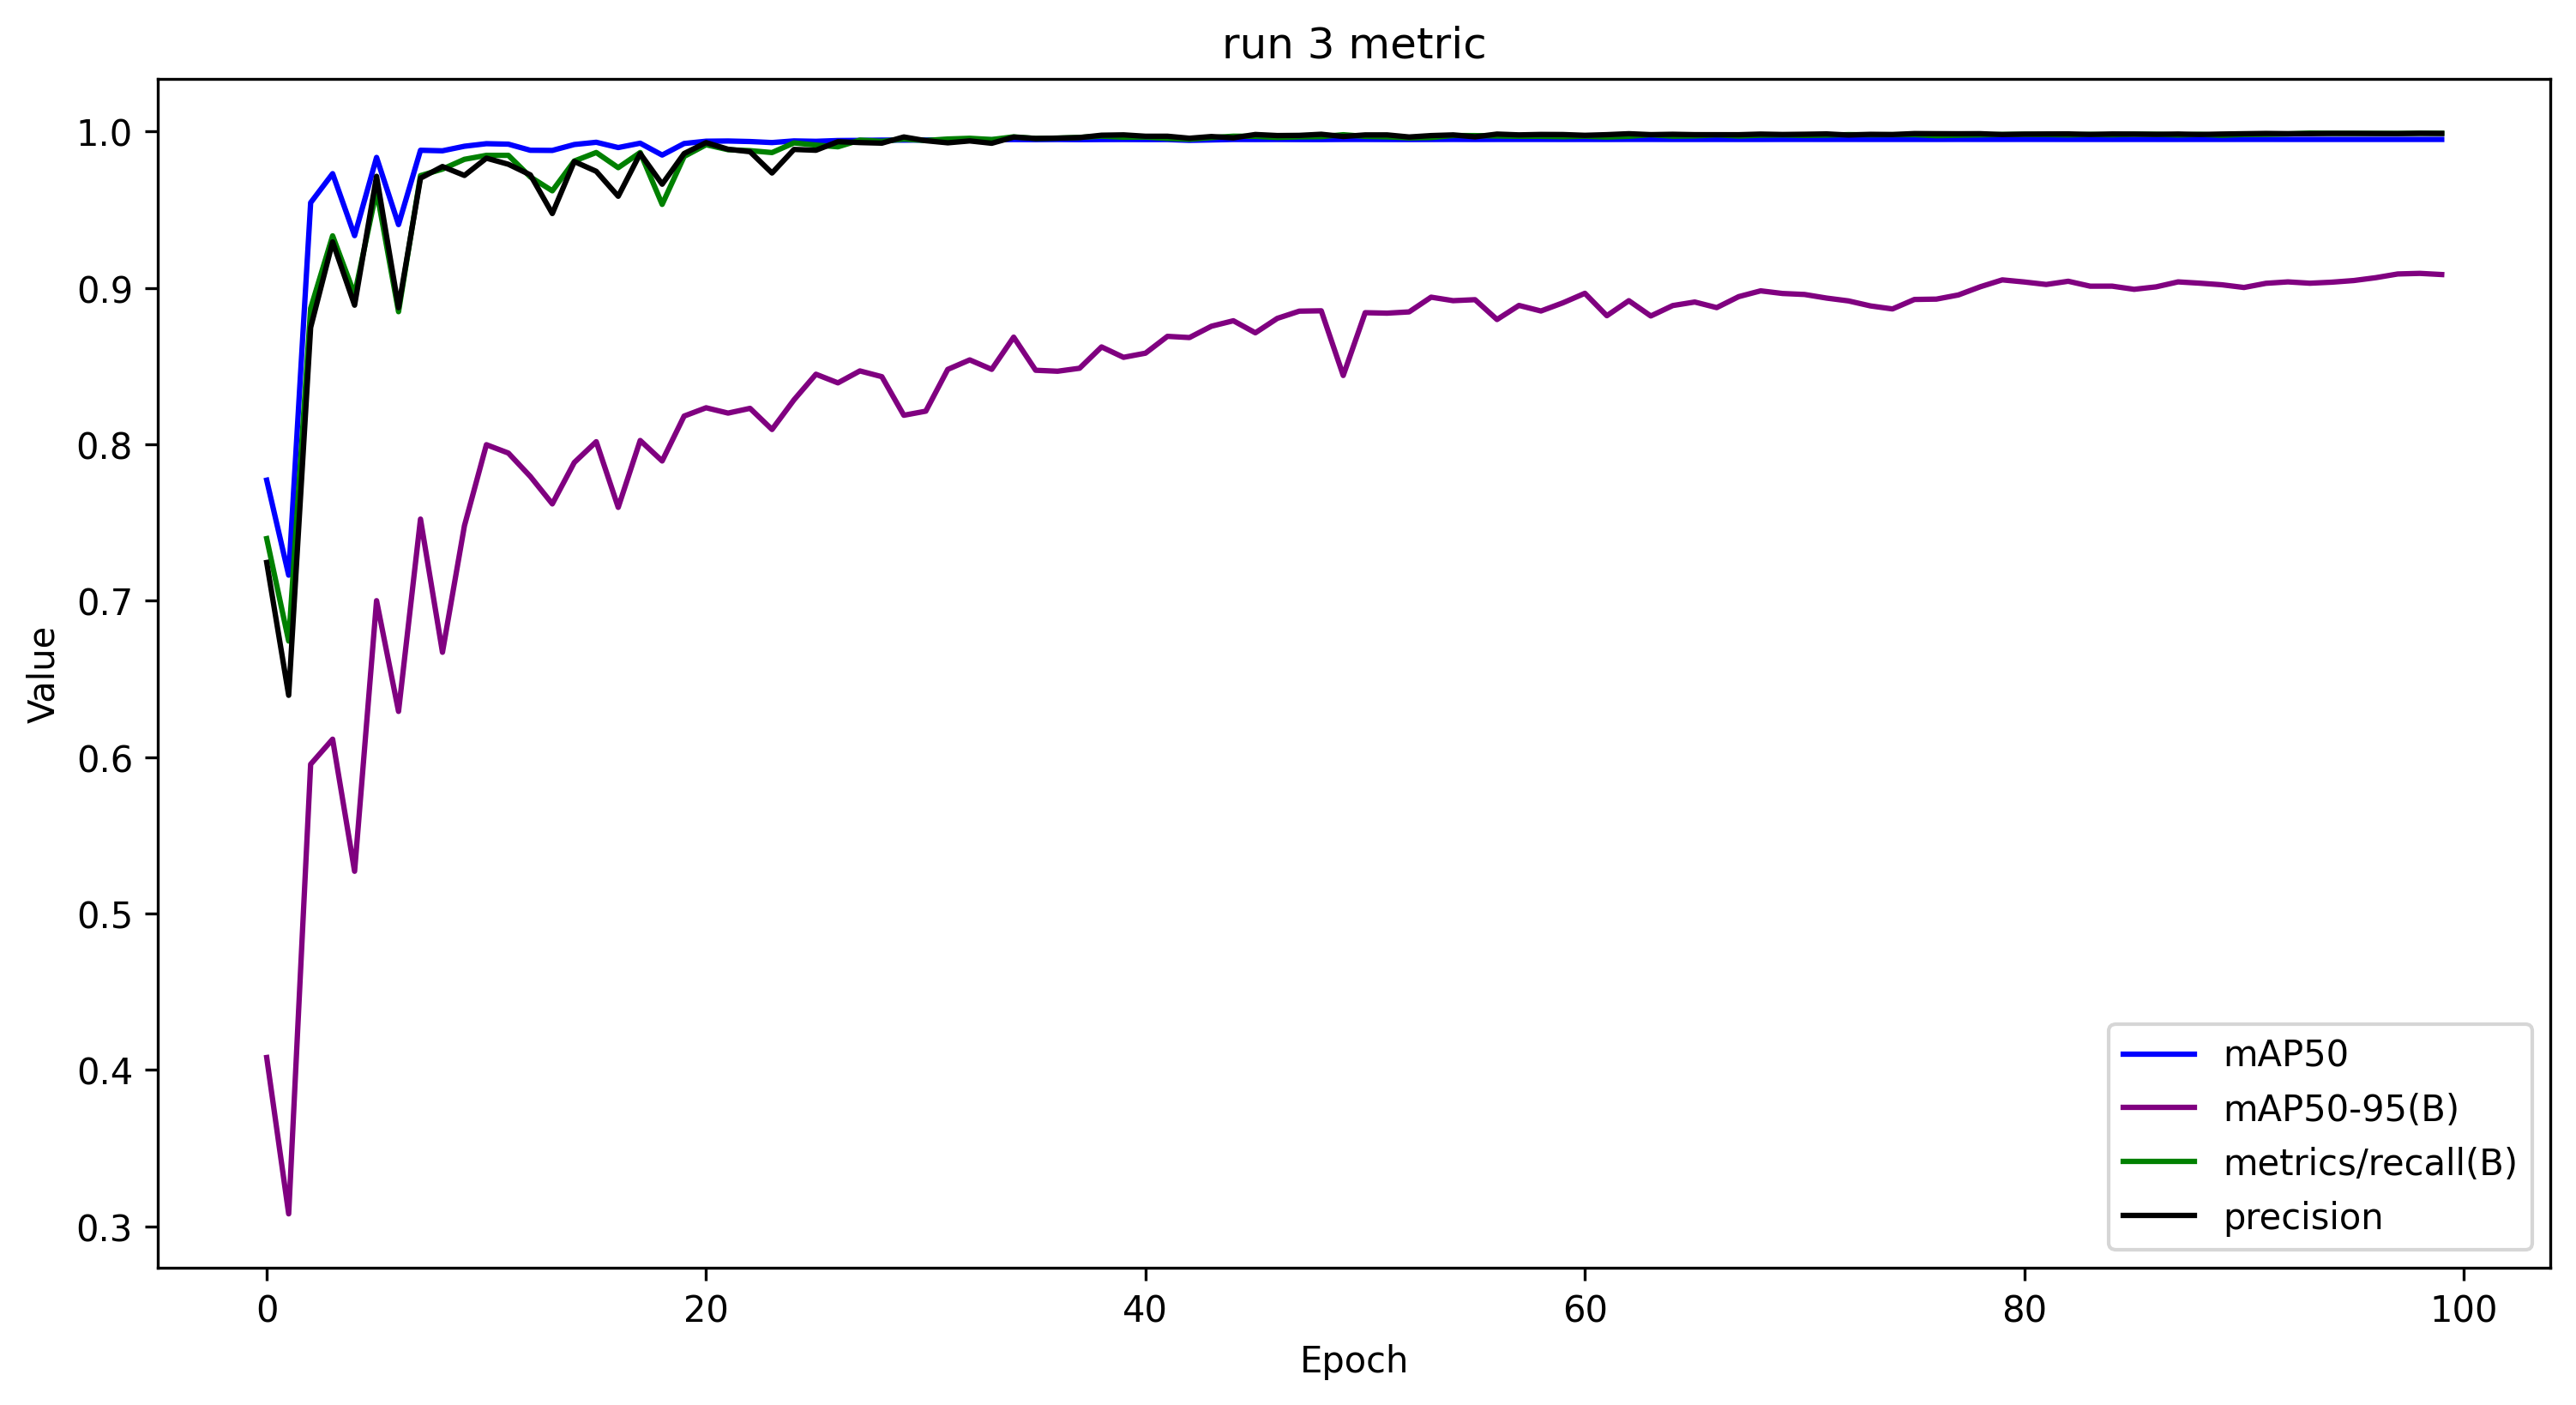 run 3 metric
1.0
0.9
0.8
0.7
0.6
0.5
0.4
0.3
Value
0 20 40 60 80 100
Epoch
mAP50
mAP50-95(B)
metrics/recall(B)
precision